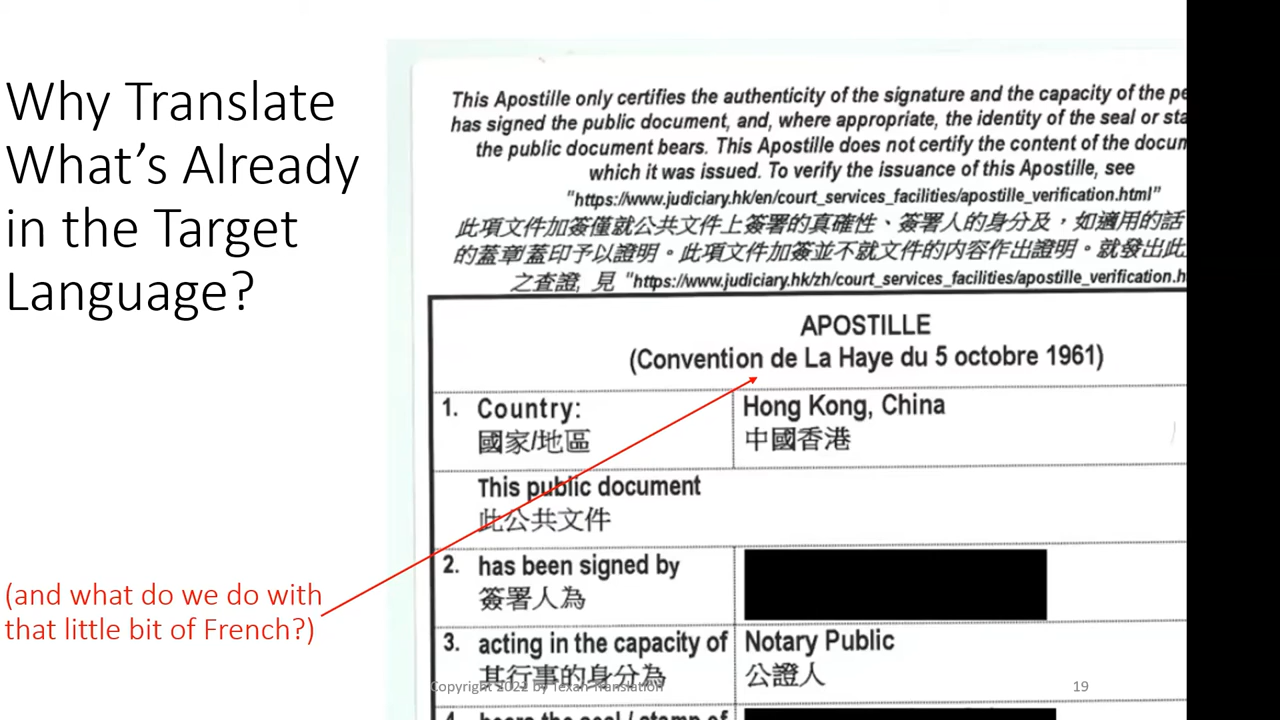 Why Translate
What's Already
in the Target
Language?
(and what do we do with
that little bit of French?)
This Apostille only certifies the authenticity of the signature and the capacity of the
has signed the public document, and, where appropriate, the identity of the seal or
the public document bears. This Apostille does not certify the content of the
which it was issued. To verify the issuance of this Apostille, see
"https://www.judiciary.hk/en/court_services_facilities/apostille_verification.html"
此項文件加簽僅就公共文件上簽署的真確性、簽署人的身分及，如適用的話
的蓋章蓋印予以證明。此項文件加簽並不就文件的內容作出證明。就發出此
之查證, 見 "https://www.judiciary.hk/zh/court_services_facilities/apostille_verification.h
APOSTILLE
(Convention de La Haye du 5 octobre 1961)
1. Country: Hong Kong, China
國家/地區 中國香港
This public document
此公共文件
2. has been signed by
簽署人為
3. acting in the capacity of Notary Public
其行事的身分為 公證人
Copyright 2022 by Texan Translation 19
4. bears the seal / stamp of